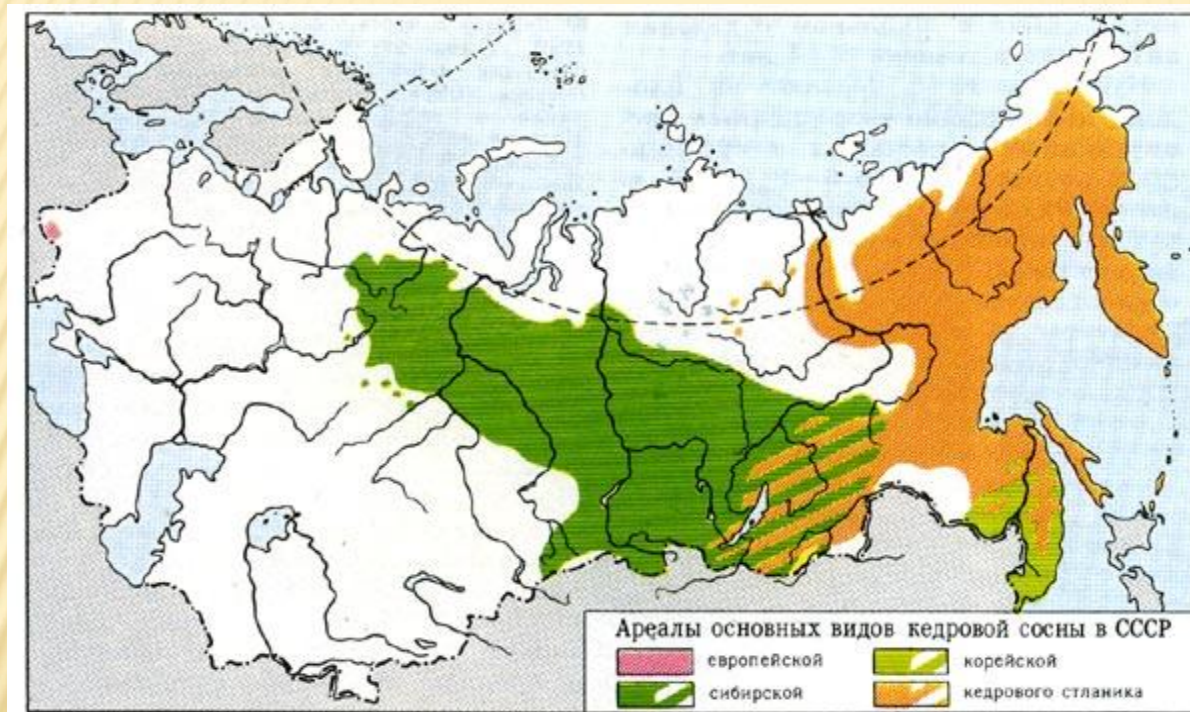 Ареалы основных видов кедровой сосны в СССР
европейской
корейской
сибирской
кедрового стланика